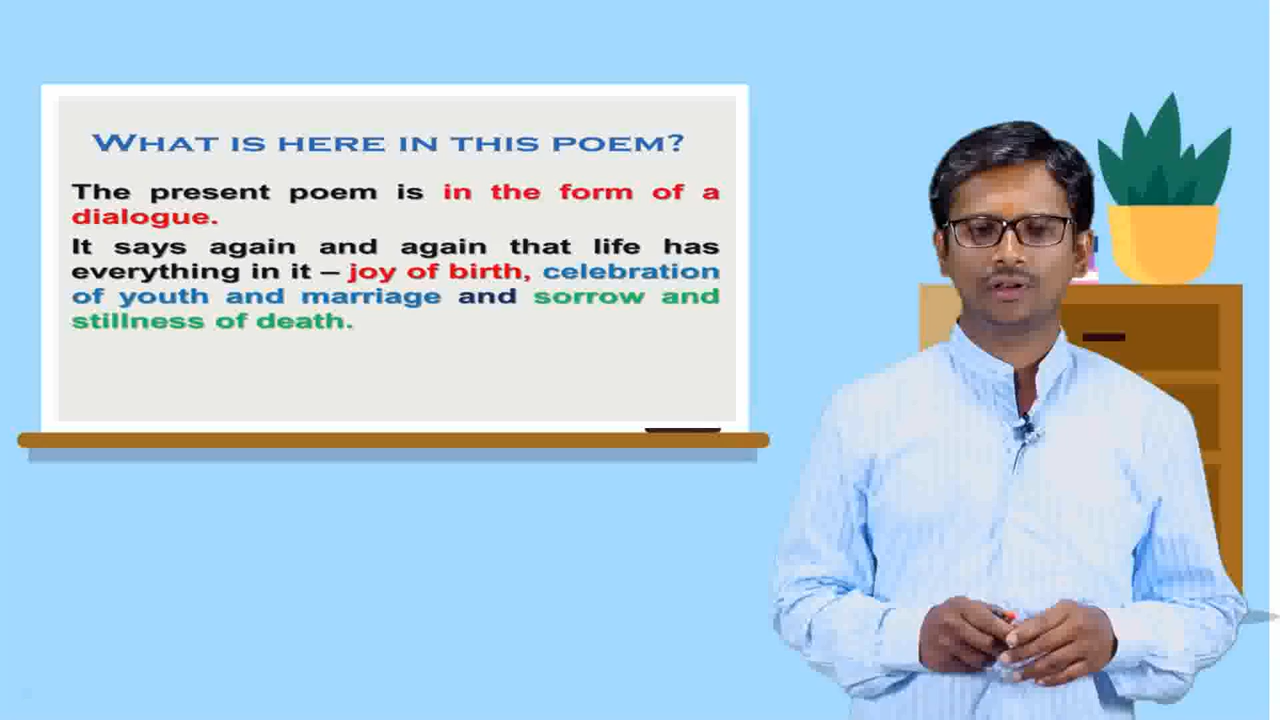 WHAT IS HERE IN THIS POEM?
The present poem is in the form of a
dialogue.
It says again and again that life has
everything in it – joy of birth, celebration
of youth and marriage and sorrow and
stillness of death.